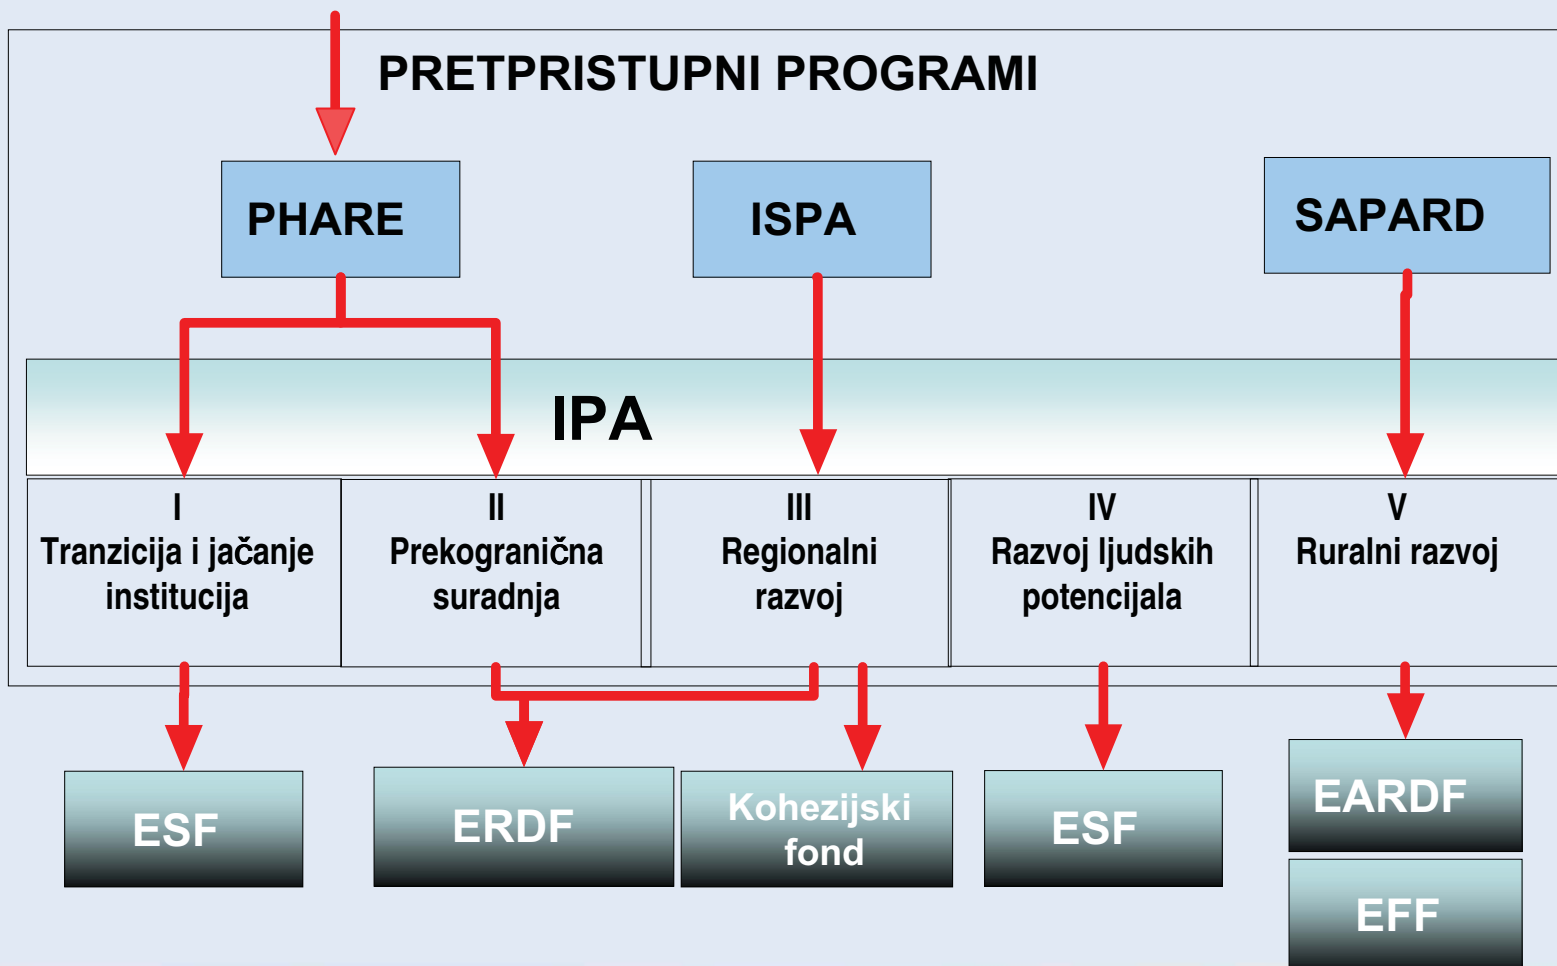 PRETPRISTUPNI PROGRAMI
PHARE
ISPA
SAPARD
IPA
I
Tranzicija i jačanje
institucija
II
Prekogranična
suradnja
III
Regionalni
razvoj
IV
Razvoj ljudskih
potencijala
V
Ruralni razvoj
ESF
ERDF
Kohezijski
fond
ESF
EARDF
EFF